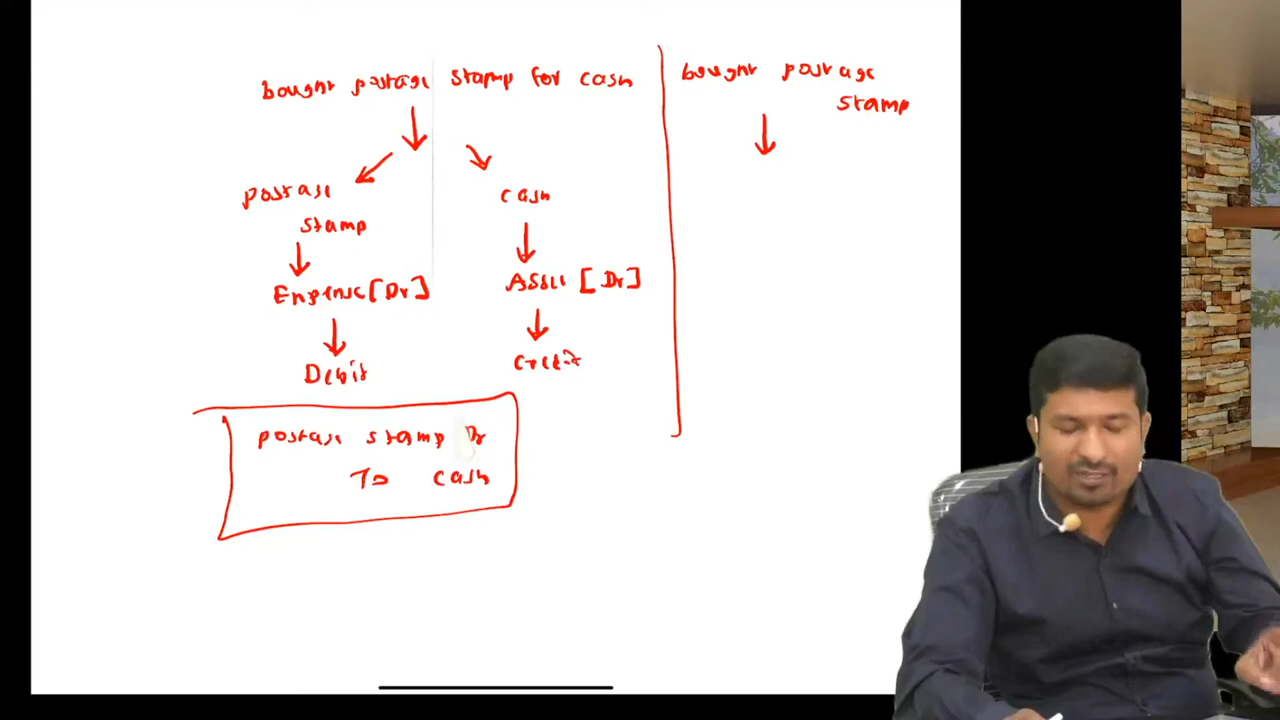 bought postage stamp for cash
postage stamp
Expense [Dr]
Debit
cash
Asset [Dr]
Credit
postage stamp Dr
To cash
bought postage
stamp